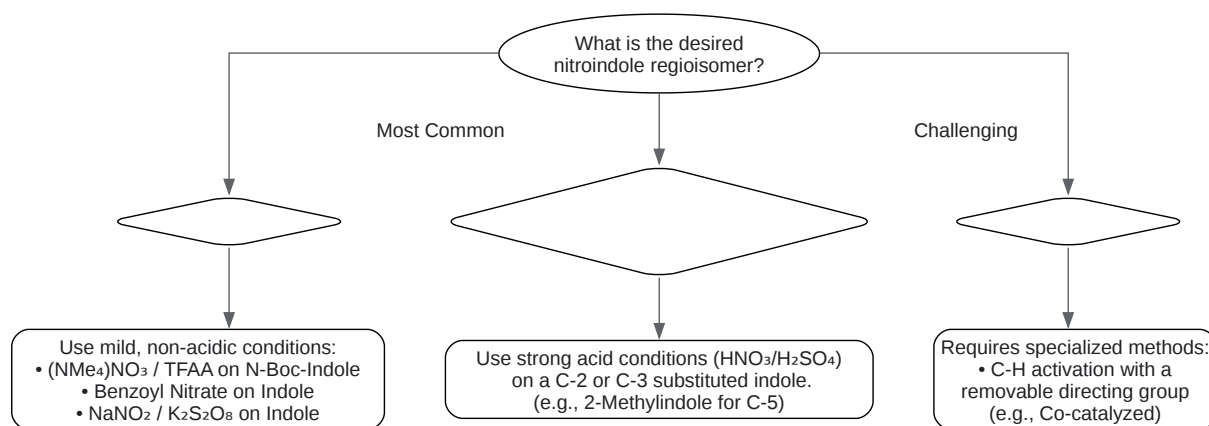 What is the desired
nitroindole regioisomer?
Most Common
Challenging
Use mild, non-acidic conditions:
• (NMe₄)NO₃ / TFAA on N-Boc-Indole
• Benzoyl Nitrate on Indole
• NaNO₂ / K₂S₂O₈ on Indole
Use strong acid conditions (HNO₃/H₂SO₄)
on a C-2 or C-3 substituted indole.
(e.g., 2-Methylindole for C-5)
Requires specialized methods:
• C-H activation with a
removable directing group
(e.g., Co-catalyzed)